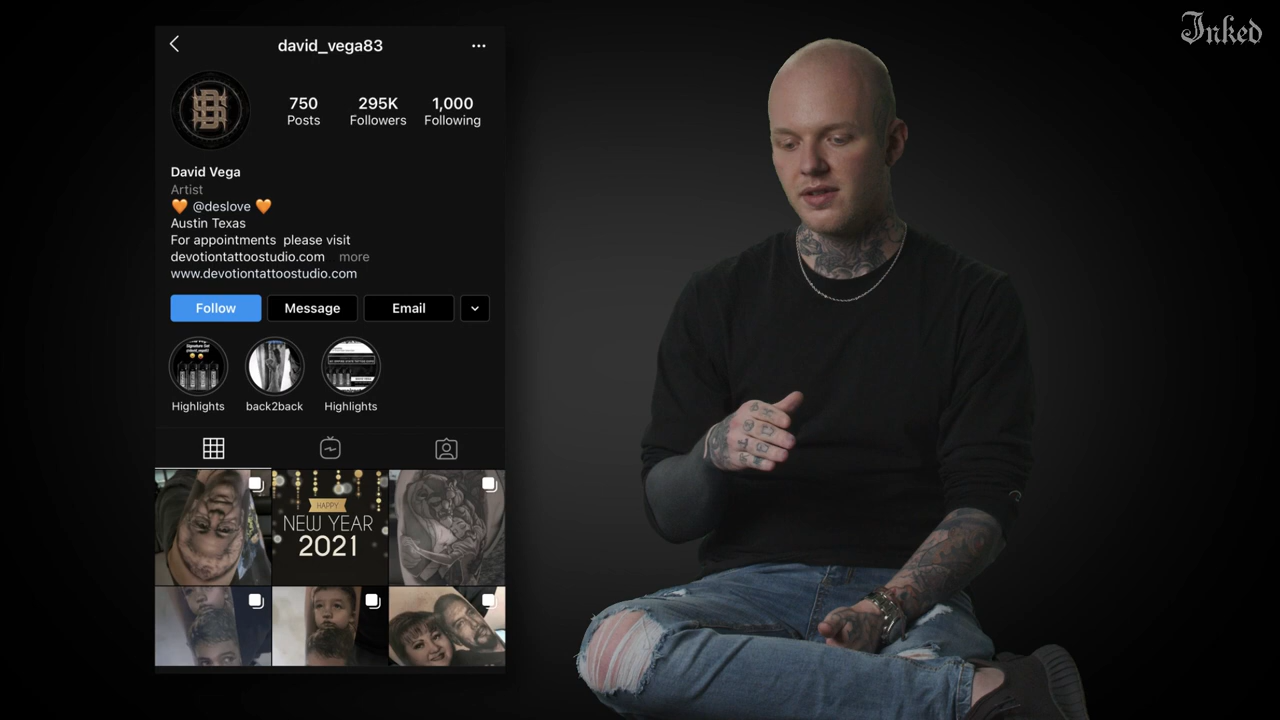 Inked
david_vega83
750
295K
1,000
Posts
Followers
Following
David Vega
Artist
🧡 @deslove 🧡
Austin Texas
For appointments please visit
devotiontattoostudio.com more
www.devotiontattoostudio.com
Follow
Message
Email
Highlights
back2back
Highlights
HAPPY
NEW YEAR
2021